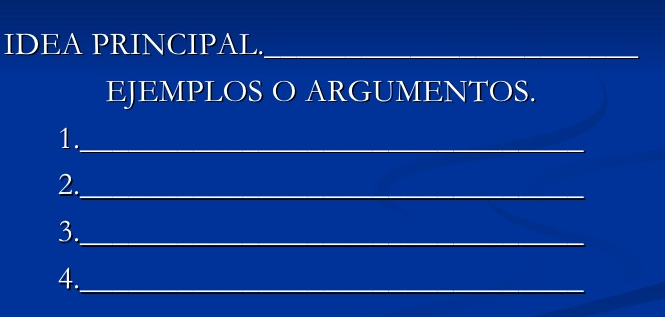 IDEA PRINCIPAL.________________________
EJEMPLOS O ARGUMENTOS.
1.________________________________
2.________________________________
3.________________________________
4.________________________________